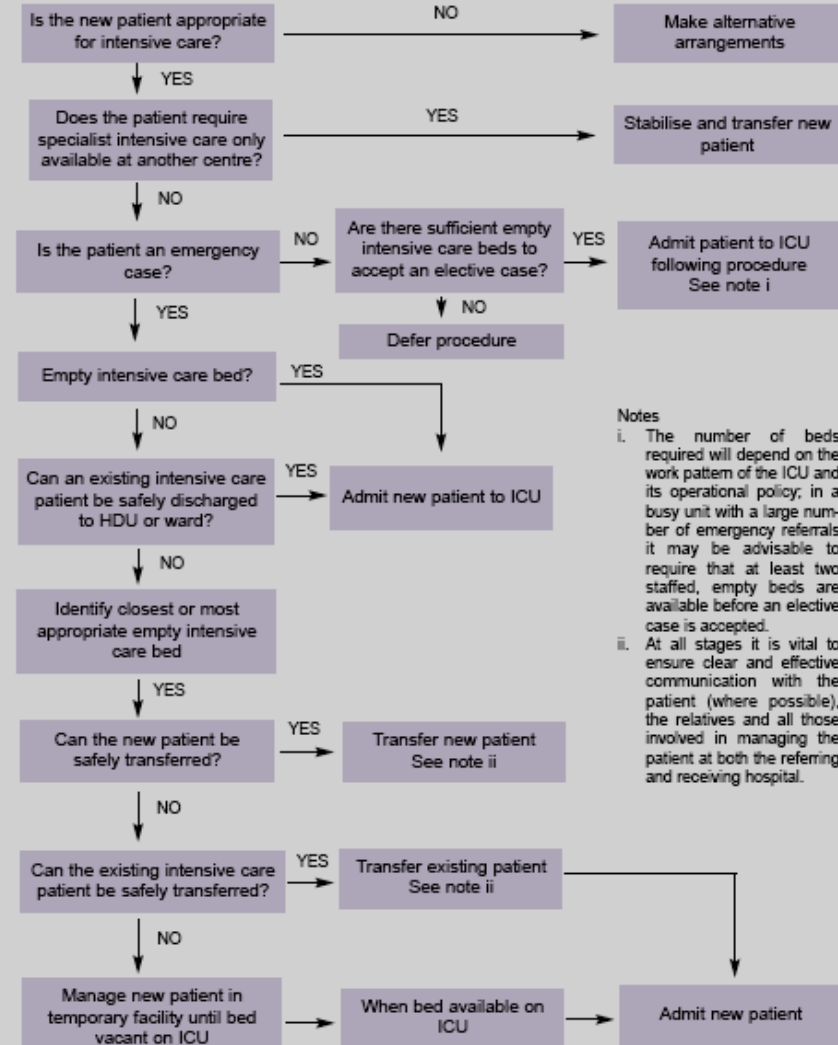 Is the new patient appropriate
for intensive care?
NO
Make alternative
arrangements
YES
Does the patient require
specialist intensive care only
available at another centre?
YES
Stabilise and transfer new
patient
NO
Is the patient an emergency
case?
NO
Are there sufficient empty
intensive care beds to
accept an elective case?
YES
Admit patient to ICU
following procedure
See note i
YES
NO
Defer procedure
Empty intensive care bed?
YES
NO
Can an existing intensive care
patient be safely discharged
to HDU or ward?
YES
Admit new patient to ICU
NO
Identify closest or most
appropriate empty intensive
care bed
YES
Can the new patient be
safely transferred?
YES
Transfer new patient
See note ii
NO
Can the existing intensive care
patient be safely transferred?
YES
Transfer existing patient
See note ii
NO
Manage new patient in
temporary facility until bed
vacant on ICU
When bed available on
ICU
Admit new patient
Notes
i. The number of beds
required will depend on the
work pattern of the ICU and
its operational policy; in a
busy unit with a large num-
ber of emergency referrals
it may be advisable to
require that at least two
staffed, empty beds are
available before an elective
case is accepted.
ii. At all stages it is vital to
ensure clear and effective
communication with the
patient (where possible),
the relatives and all those
involved in managing the
patient at both the referring
and receiving hospital.